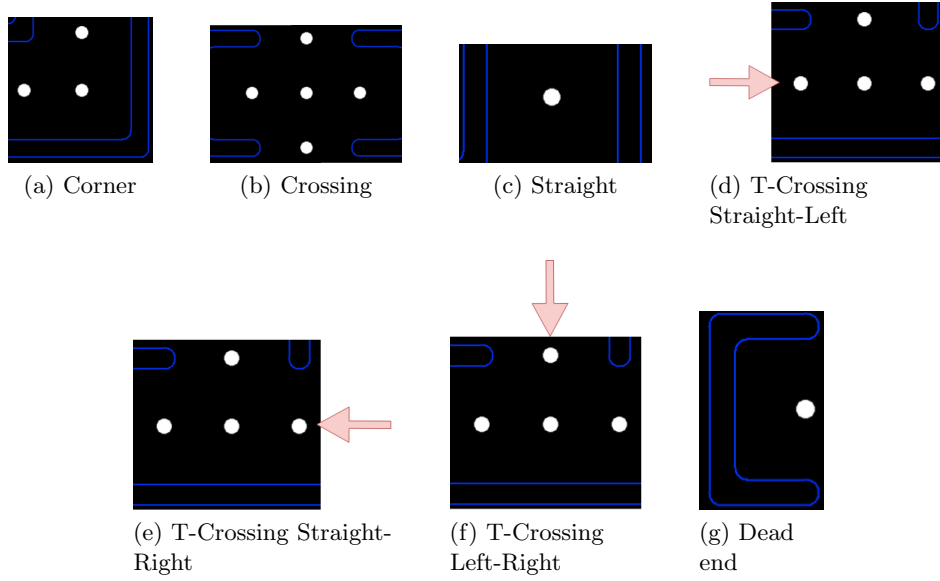 (a) Corner
(b) Crossing
(c) Straight
(d) T-Crossing
Straight-Left
(e) T-Crossing Straight-
Right
(f) T-Crossing
Left-Right
(g) Dead
end